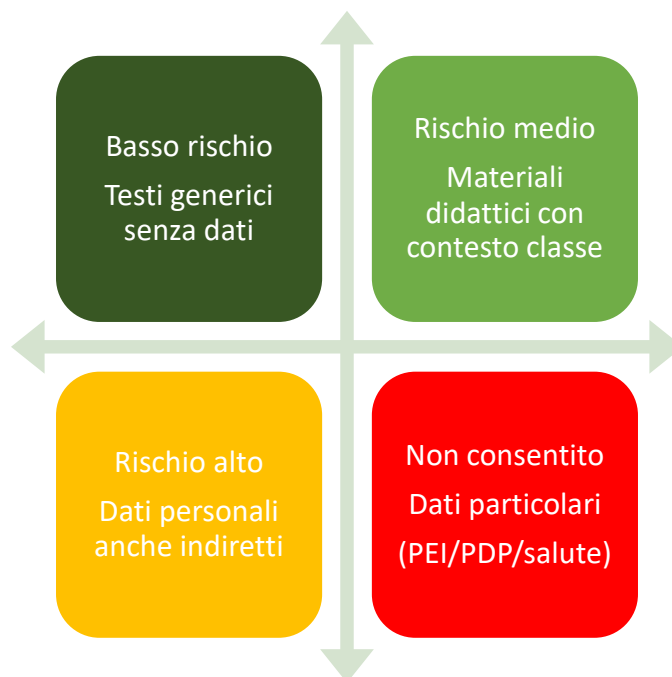 Basso rischio
Testi generici
senza dati
Rischio medio
Materiali
didattici con
contesto classe
Rischio alto
Dati personali
anche indiretti
Non consentito
Dati particolari
(PEI/PDP/salute)